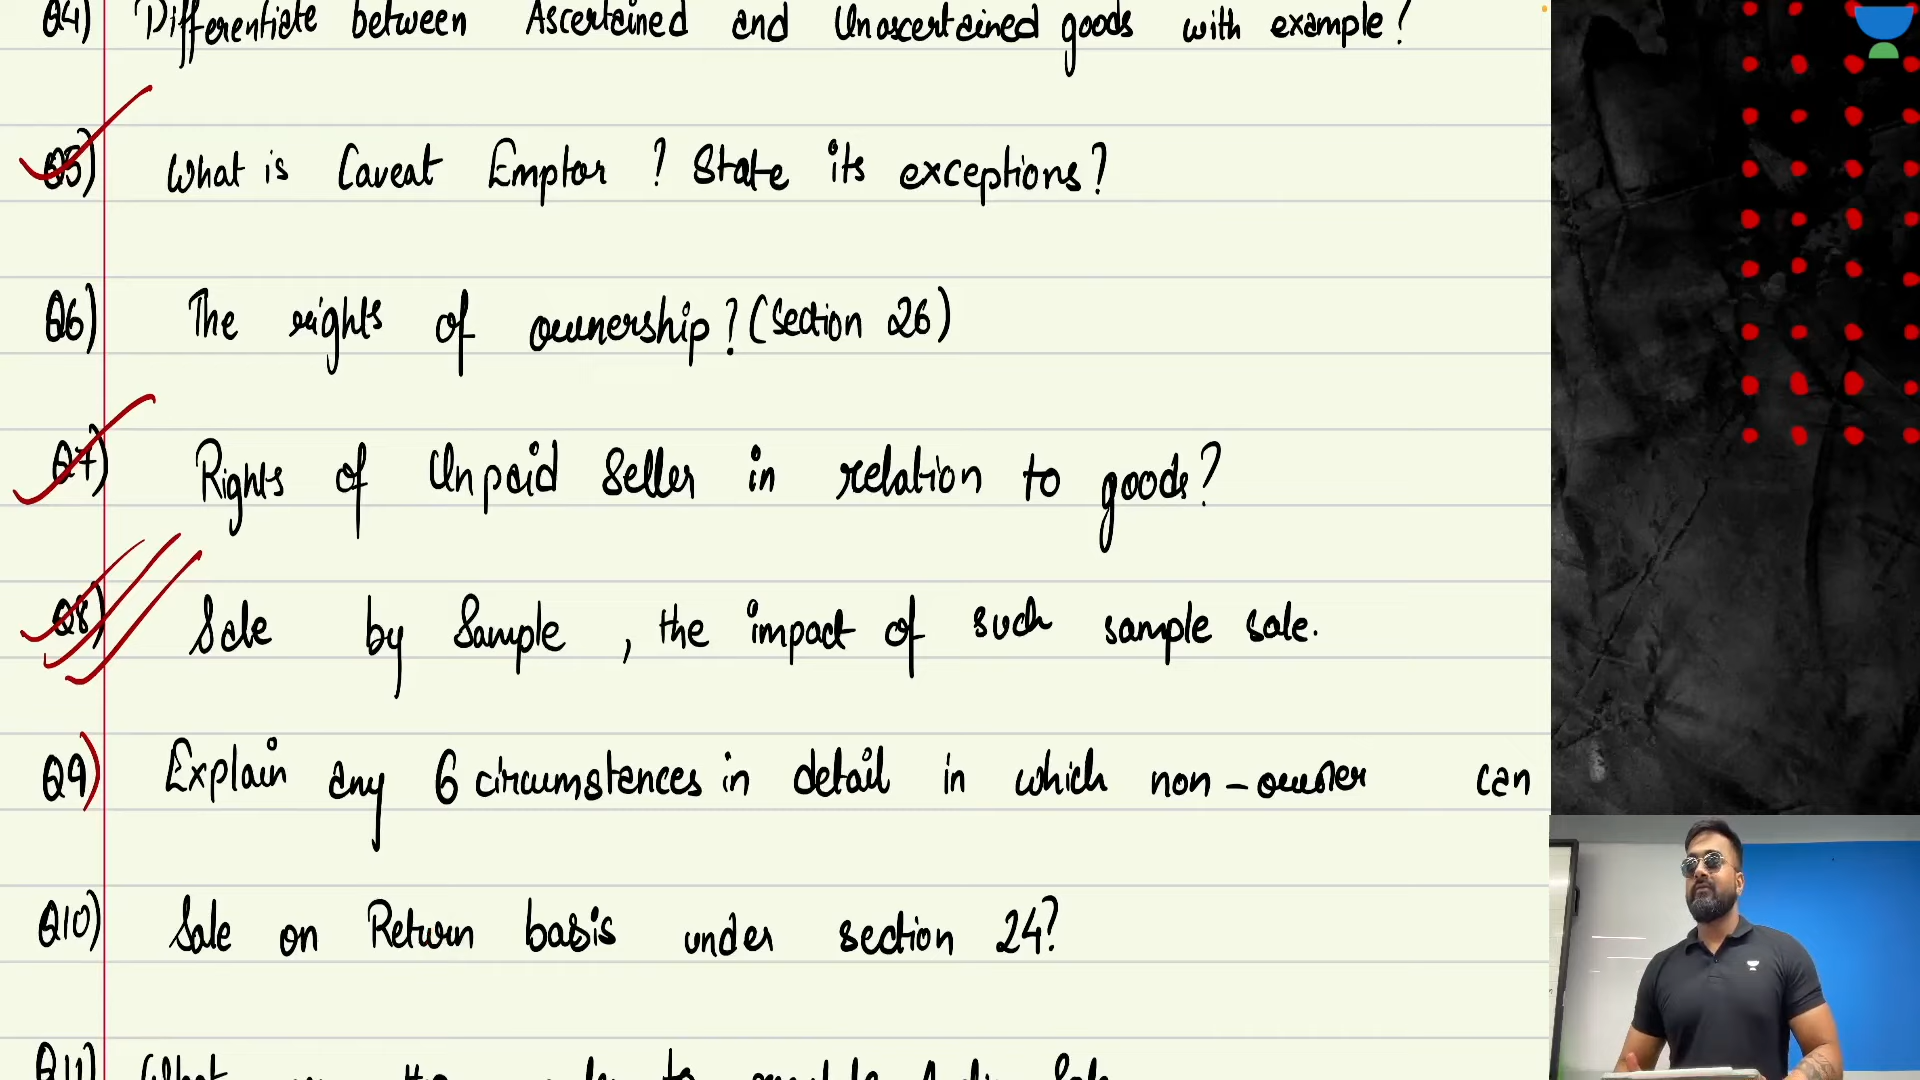 Q4) Differentiate between Ascertained and Unascertained goods with example?
Q5) What is Caveat Emptor ? State its exceptions?
Q6) The rights of ownership? (Section 26)
Q7) Rights of Unpaid Seller in relation to goods?
Q8) Sale by Sample , the impact of such sample sale.
Q9) Explain any 6 circumstances in detail in which non-owner can
Q10) Sale on Return basis under section 24?
Q11) What